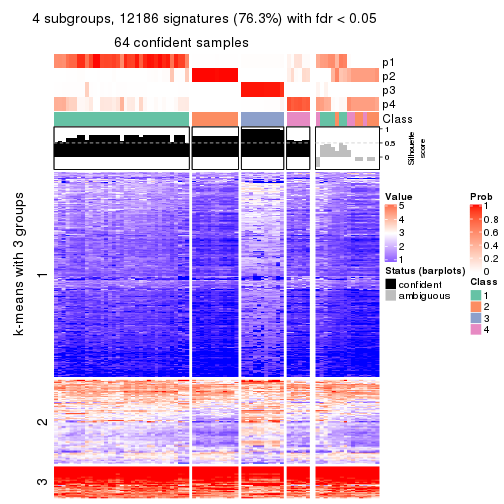 4 subgroups, 12186 signatures (76.3%) with fdr < 0.05
64 confident samples
p1
p2
p3
p4
Class
1
0.5
0
Silhouette
score
k-means with 3 groups
1
2
3
Value
5
4
3
2
1
Status (barplots)
confident
ambiguous
Prob
1
0.8
0.6
0.4
0.2
0
Class
1
2
3
4